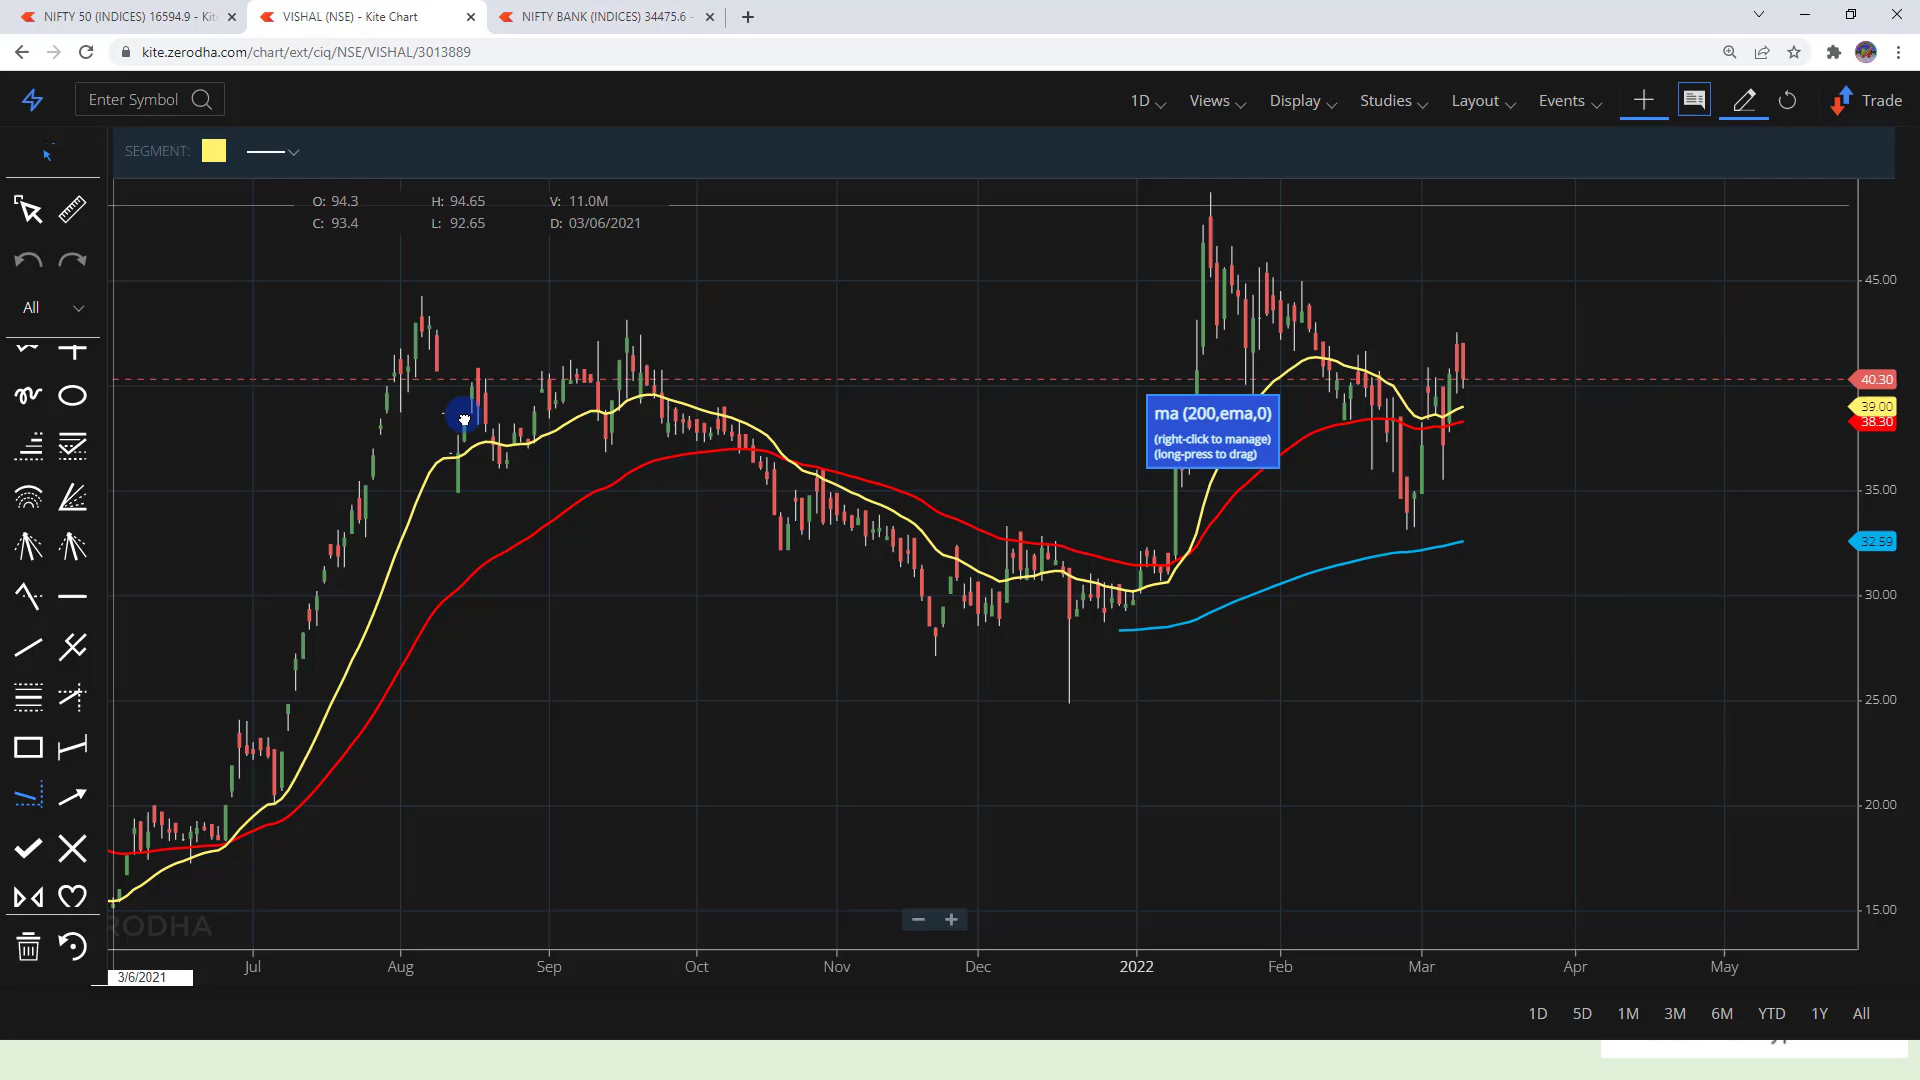 NIFTY 50 (INDICES) 16594.9 - Kit
VISHAL (NSE) - Kite Chart
NIFTY BANK (INDICES) 34475.6 -
kite.zerodha.com/chart/ext/ciq/NSE/VISHAL/3013889
Enter Symbol
1D
Views
Display
Studies
Layout
Events
Trade
SEGMENT:
O: 94.3 H: 94.65 V: 11.0M
C: 93.4 L: 92.65 D: 03/06/2021
All
45.00
40.30
39.00
38.30
35.00
32.59
30.00
25.00
20.00
15.00
ma (200,ema,0)
(right-click to manage)
(long-press to drag)
RODHA
Jul Aug Sep Oct Nov Dec 2022 Feb Mar Apr May
3/6/2021
1D 5D 1M 3M 6M YTD 1Y All